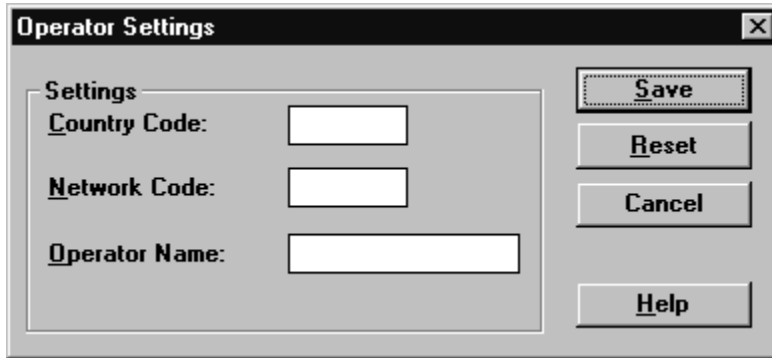 Operator Settings
Settings
Country Code:
Network Code:
Operator Name:
Save
Reset
Cancel
Help